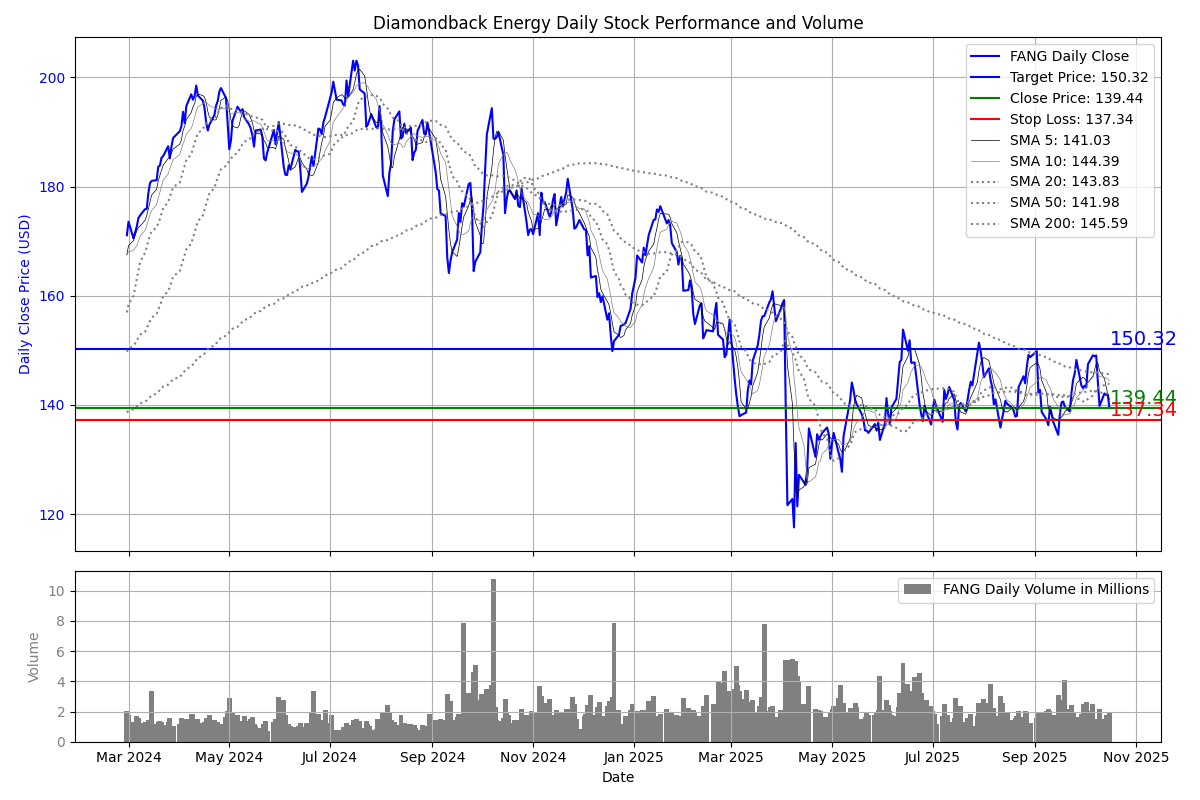 Diamondback Energy Daily Stock Performance and Volume
FANG Daily Close
Target Price: 150.32
Close Price: 139.44
Stop Loss: 137.34
SMA 5: 141.03
SMA 10: 144.39
SMA 20: 143.83
SMA 50: 141.98
SMA 200: 145.59
200
180
160
140
120
Daily Close Price (USD)
150.32
139.44
137.34
FANG Daily Volume in Millions
10
8
6
4
2
0
Volume
Mar 2024 May 2024 Jul 2024 Sep 2024 Nov 2024 Jan 2025 Mar 2025 May 2025 Jul 2025 Sep 2025 Nov 2025
Date